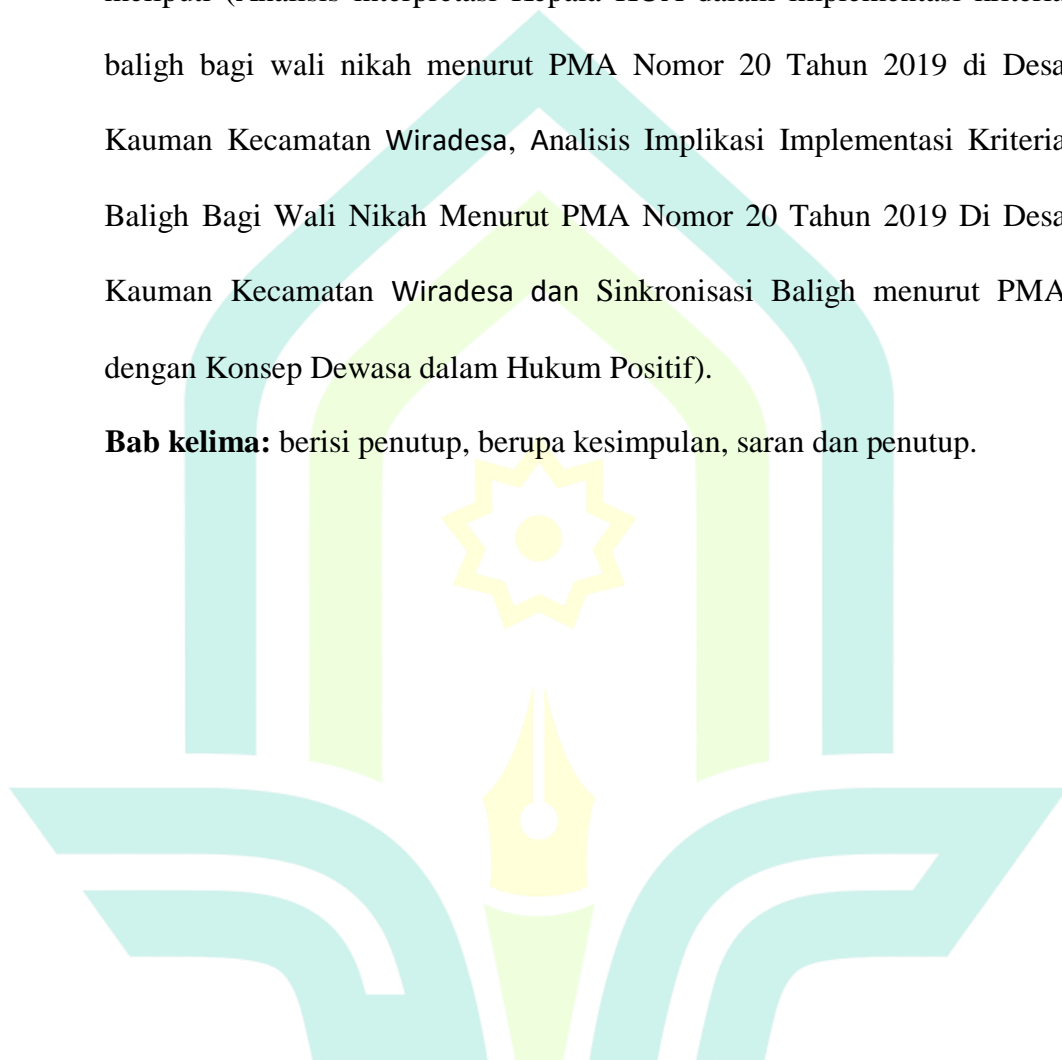 baligh bagi wali nikah menurut PMA Nomor 20 Tahun 2019 di Desa
Kauman Kecamatan Wiradesa, Analisis Implikasi Implementasi Kriteria
Baligh Bagi Wali Nikah Menurut PMA Nomor 20 Tahun 2019 Di Desa
Kauman Kecamatan Wiradesa dan Sinkronisasi Baligh menurut PMA
dengan Konsep Dewasa dalam Hukum Positif).
Bab kelima: berisi penutup, berupa kesimpulan, saran dan penutup.